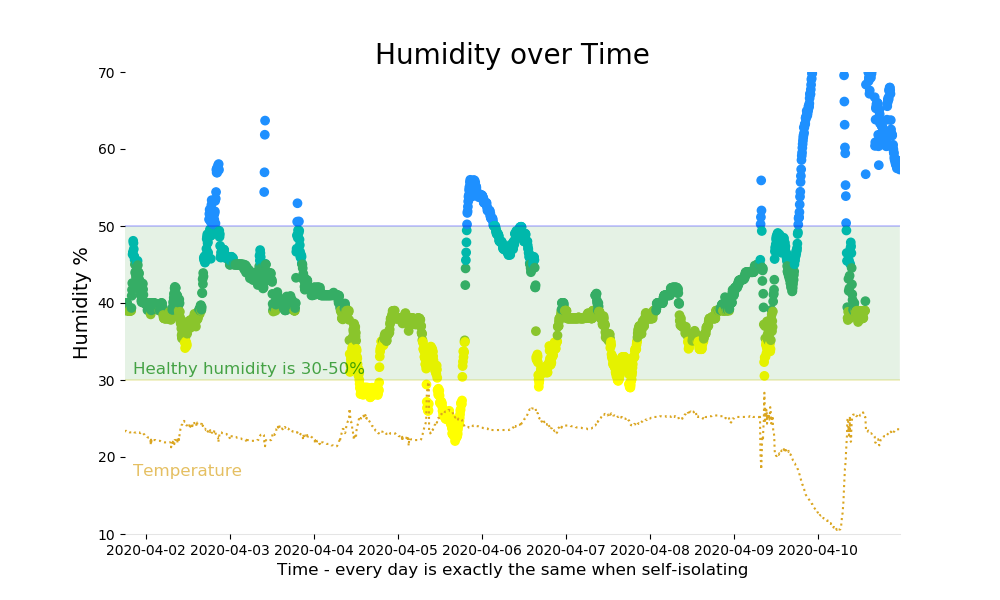 Humidity over Time
70
60
50
40
30
20
10
Humidity %
Healthy humidity is 30-50%
Temperature
2020-04-02 2020-04-03 2020-04-04 2020-04-05 2020-04-06 2020-04-07 2020-04-08 2020-04-09 2020-04-10
Time - every day is exactly the same when self-isolating